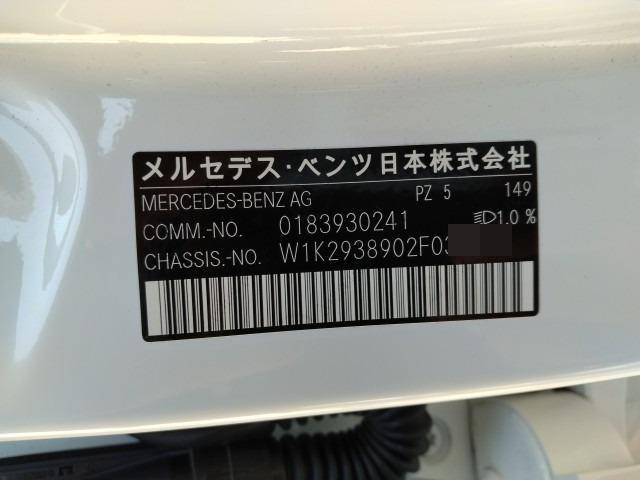 メルセデス・ベンツ日本株式会社
MERCEDES-BENZ AG PZ 5 149
COMM.-NO. 0183930241 1.0 %
CHASSIS.-NO. W1K2938902F03